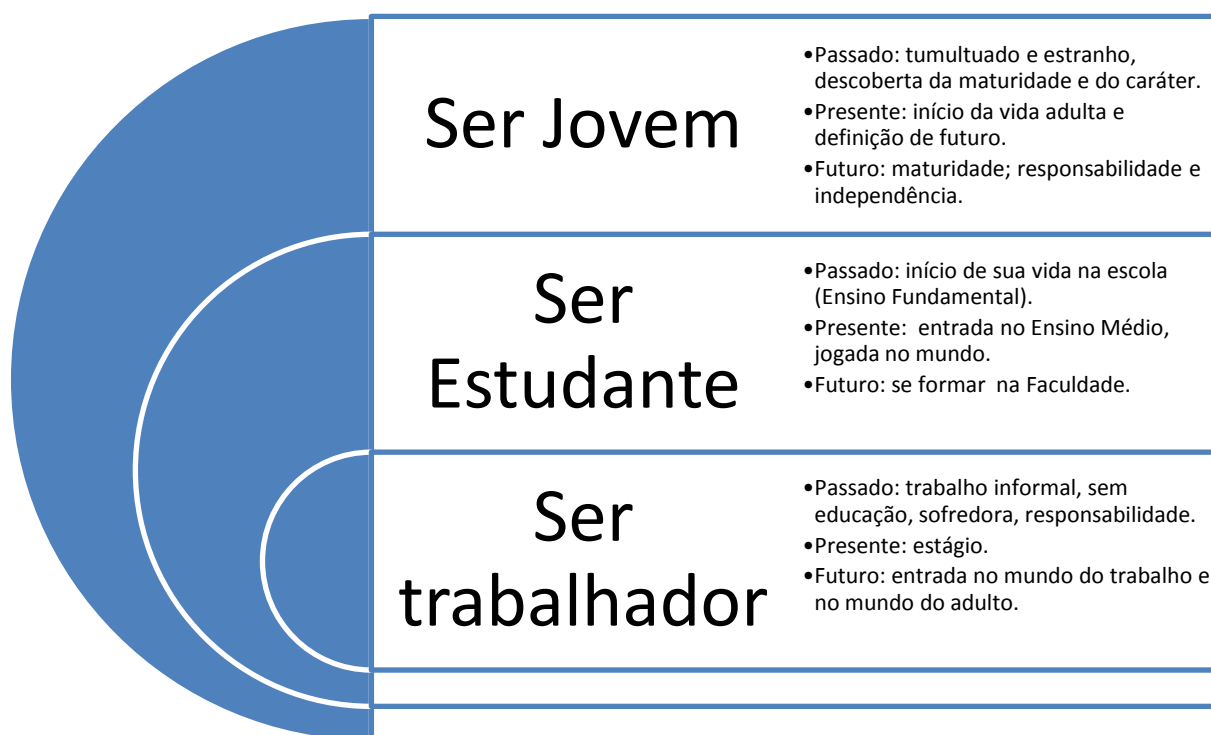 Ser Jovem
•Passado: tumultuado e estranho,
descoberta da maturidade e do caráter.
•Presente: início da vida adulta e
definição de futuro.
•Futuro: maturidade; responsabilidade e
independência.
Ser
Estudante
•Passado: início de sua vida na escola
(Ensino Fundamental).
•Presente: entrada no Ensino Médio,
jogada no mundo.
•Futuro: se formar na Faculdade.
Ser
trabalhador
•Passado: trabalho informal, sem
educação, sofredora, responsabilidade.
•Presente: estágio.
•Futuro: entrada no mundo do trabalho e
no mundo do adulto.